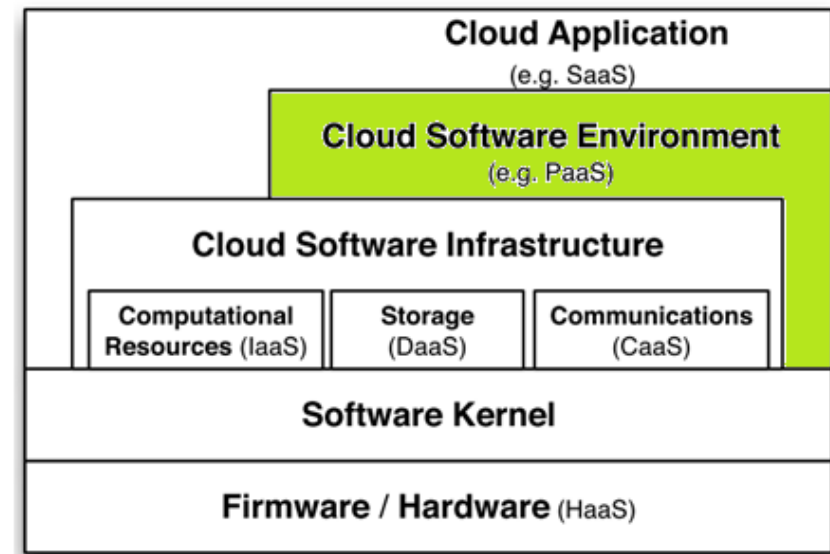 Cloud Application
(e.g. SaaS)
Cloud Software Environment
(e.g. PaaS)
Cloud Software Infrastructure
Computational
Resources (IaaS)
Storage
(DaaS)
Communications
(CaaS)
Software Kernel
Firmware / Hardware (HaaS)